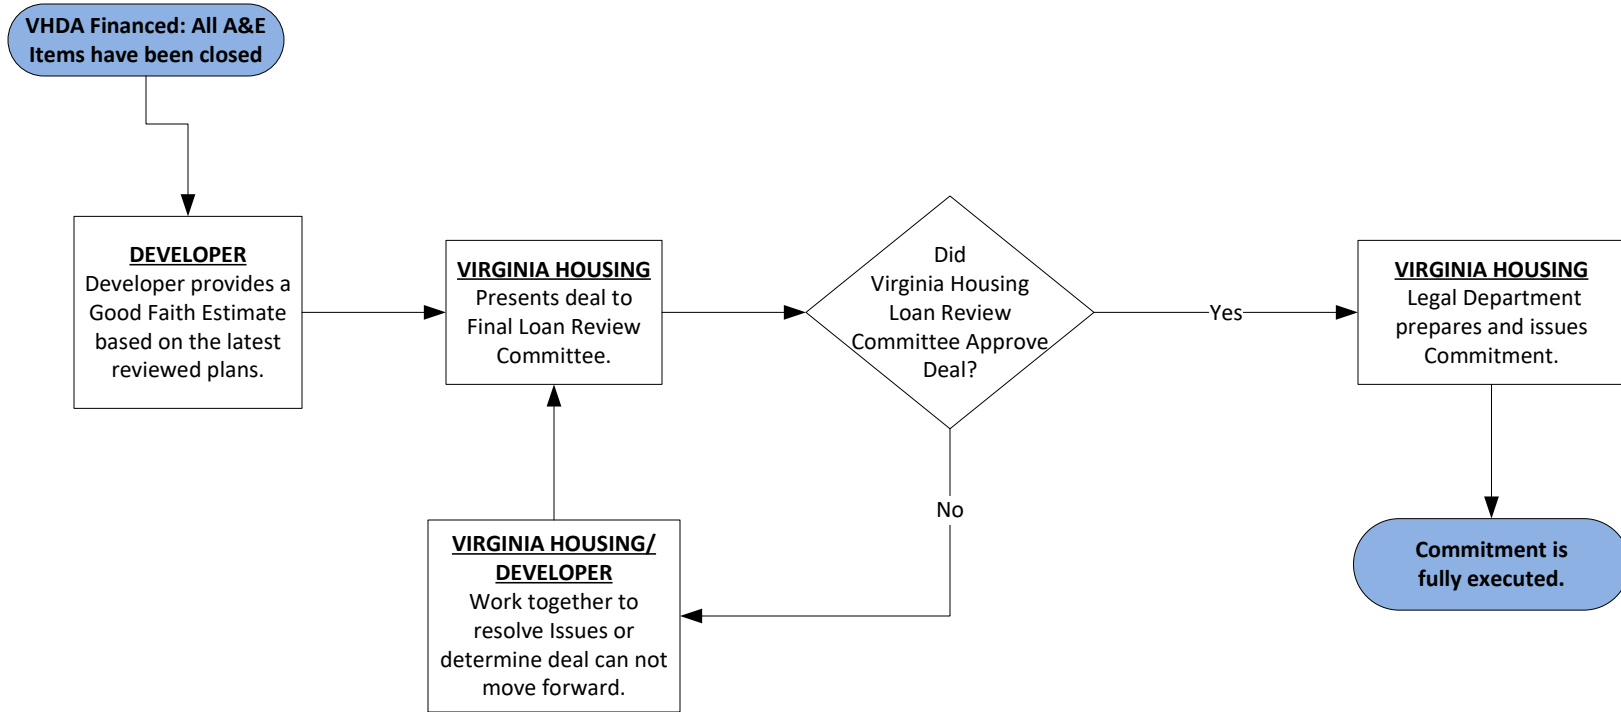 VHDA Financed: All A&E
Items have been closed
DEVELOPER
Developer provides a
Good Faith Estimate
based on the latest
reviewed plans.
VIRGINIA HOUSING
Presents deal to
Final Loan Review
Committee.
Did
Virginia Housing
Loan Review
Committee Approve
Deal?
Yes
VIRGINIA HOUSING
Legal Department
prepares and issues
Commitment.
No
VIRGINIA HOUSING/
DEVELOPER
Work together to
resolve Issues or
determine deal can not
move forward.
Commitment is
fully executed.